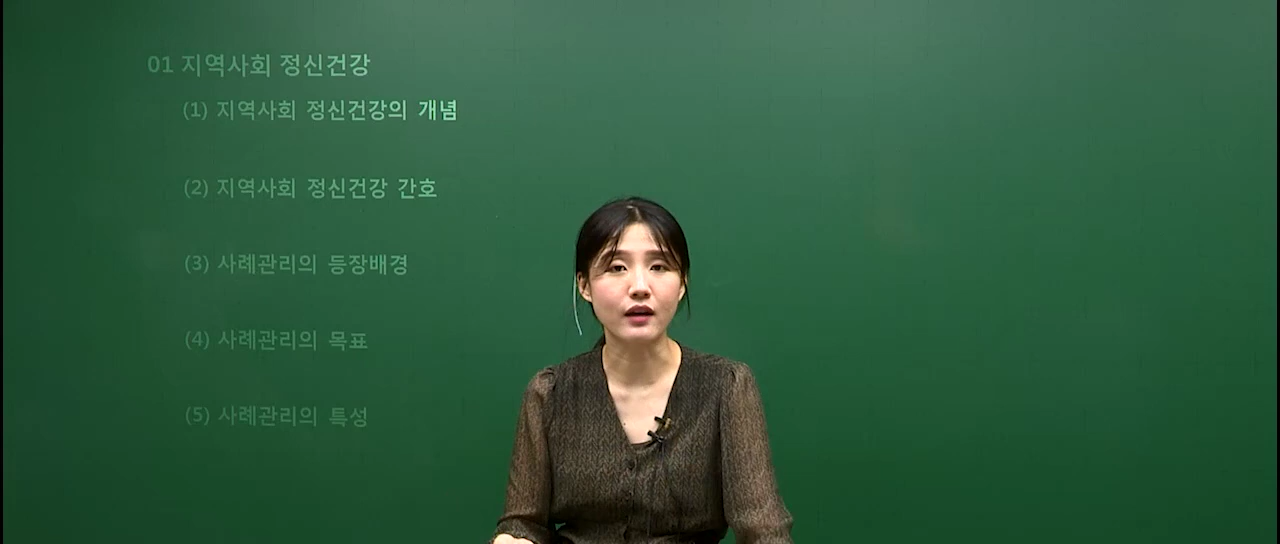 01 지역사회 정신건강
(1) 지역사회 정신건강의 개념
(2) 지역사회 정신건강 간호
(3) 사례관리의 등장배경
(4) 사례관리의 목표
(5) 사례관리의 특성